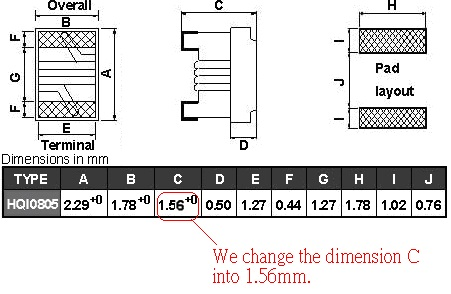 Overall
B
F
G
F
A
E
Terminal
C
D
H
I
J
I
Pad
layout
Dimensions in mm
TYPE A B C D E F G H I J
HQI0805 2.29+0 1.78+0 1.56+0 0.50 1.27 0.44 1.27 1.78 1.02 0.76
We change the dimension C
into 1.56mm.